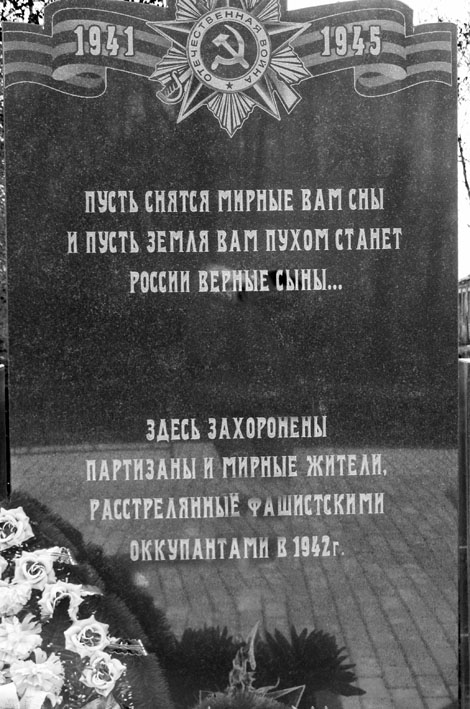 1941 ОТЕЧЕСТВЕННАЯ ВОЙНА 1945
ПУСТЬ СНЯТСЯ МИРНЫЕ ВАМ СНЫ
И ПУСТЬ ЗЕМЛЯ ВАМ ПУХОМ СТАНЕТ
РОССИИ ВЕРНЫЕ СЫНЫ...
ЗДЕСЬ ЗАХОРОНЕНЫ
ПАРТИЗАНЫ И МИРНЫЕ ЖИТЕЛИ,
РАССТРЕЛЯННЫЕ ФАШИСТСКИМИ
ОККУПАНТАМИ В 1942г.